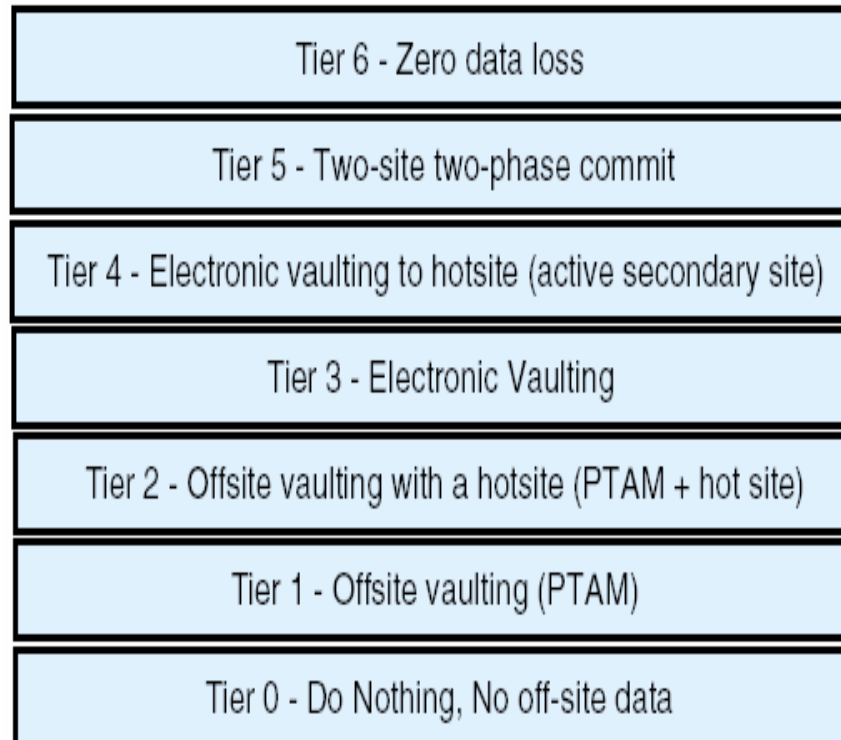 Tier 6 - Zero data loss
Tier 5 - Two-site two-phase commit
Tier 4 - Electronic vaulting to hotsite (active secondary site)
Tier 3 - Electronic Vaulting
Tier 2 - Offsite vaulting with a hotsite (PTAM + hot site)
Tier 1 - Offsite vaulting (PTAM)
Tier 0 - Do Nothing, No off-site data